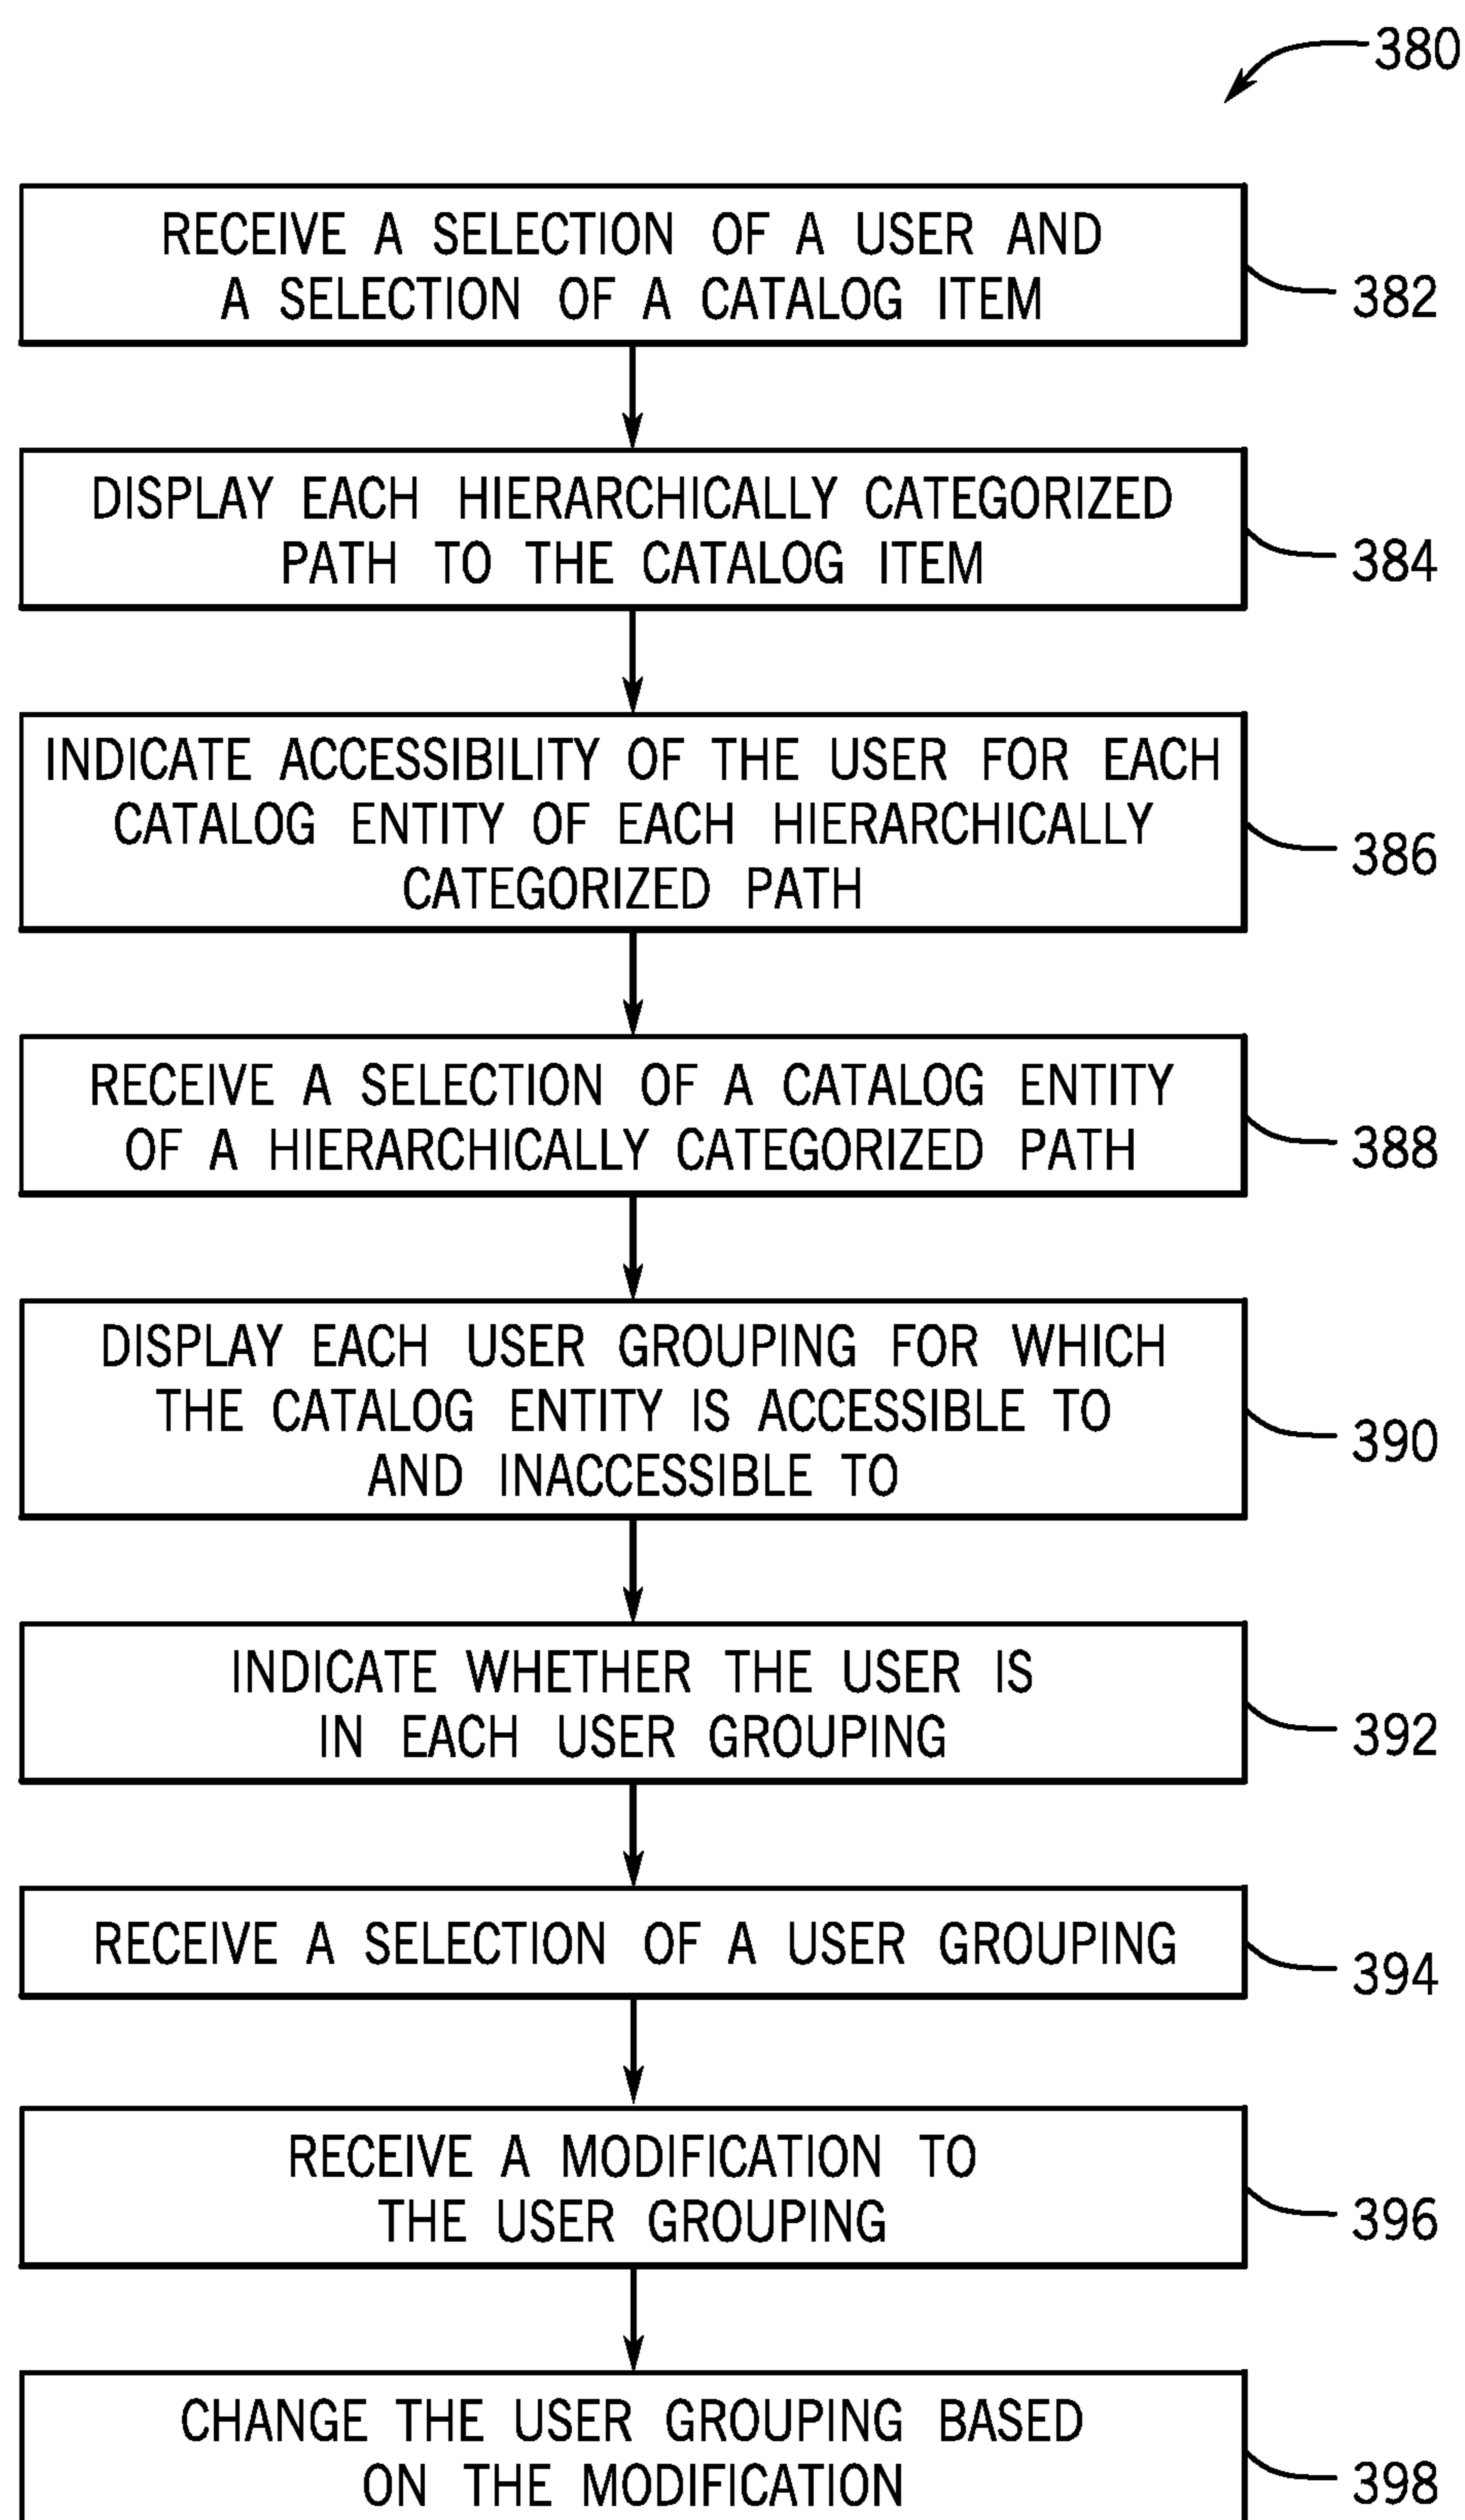 380
RECEIVE A SELECTION OF A USER AND
A SELECTION OF A CATALOG ITEM
382
DISPLAY EACH HIERARCHICALLY CATEGORIZED
PATH TO THE CATALOG ITEM
384
INDICATE ACCESSIBILITY OF THE USER FOR EACH
CATALOG ENTITY OF EACH HIERARCHICALLY
CATEGORIZED PATH
386
RECEIVE A SELECTION OF A CATALOG ENTITY
OF A HIERARCHICALLY CATEGORIZED PATH
388
DISPLAY EACH USER GROUPING FOR WHICH
THE CATALOG ENTITY IS ACCESSIBLE TO
AND INACCESSIBLE TO
390
INDICATE WHETHER THE USER IS
IN EACH USER GROUPING
392
RECEIVE A SELECTION OF A USER GROUPING
394
RECEIVE A MODIFICATION TO
THE USER GROUPING
396
CHANGE THE USER GROUPING BASED
ON THE MODIFICATION
398